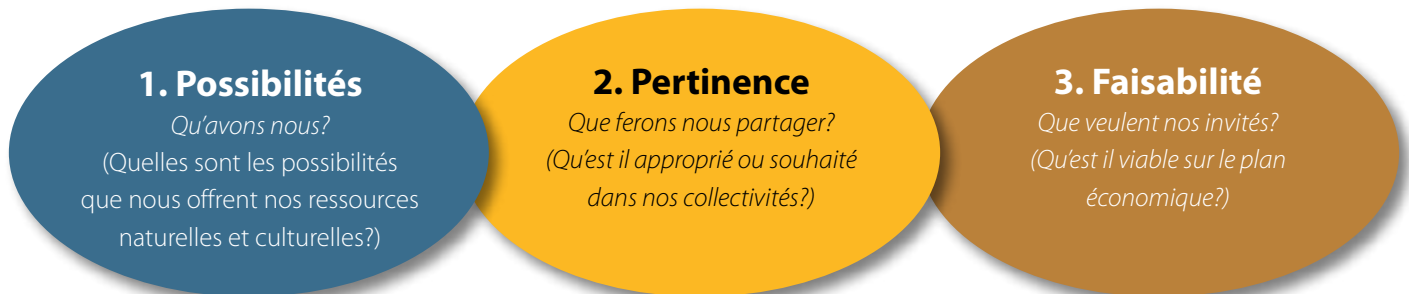 1. Possibilités
Qu'avons nous?
(Quelles sont les possibilités
que nous offrent nos ressources
naturelles et culturelles?)
2. Pertinence
Que ferons nous partager?
(Qu'est il approprié ou souhaité
dans nos collectivités?)
3. Faisabilité
Que veulent nos invités?
(Qu'est il viable sur le plan
économique?)